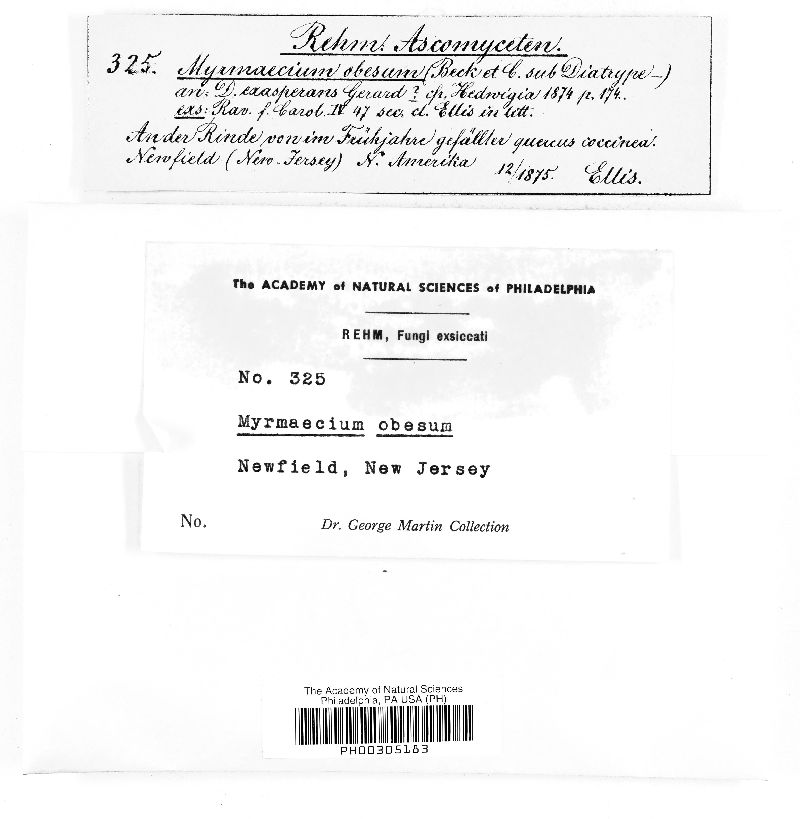 Rehm: Ascomyceten.
325. Myrmaecium obesum (Berk et C. sub Diatrype-)
an: D. exasperans Gerard? cfr. Hedwigia 1874 p. 174.
exs: Rav. f. Carol. IV 47 sec. cl. Ellis in litt.
An der Rinde von im Frühjahre gefällter quercus coccinea.
Newfield (New-Jersey) N. Amerika 12/1875. Ellis.
The ACADEMY of NATURAL SCIENCES of PHILADELPHIA
REHM, Fungi exsiccati
No. 325
Myrmaecium obesum
Newfield, New Jersey
No. Dr. George Martin Collection
The Academy of Natural Sciences
Philadelphia, PA USA (PH)
PH00305163